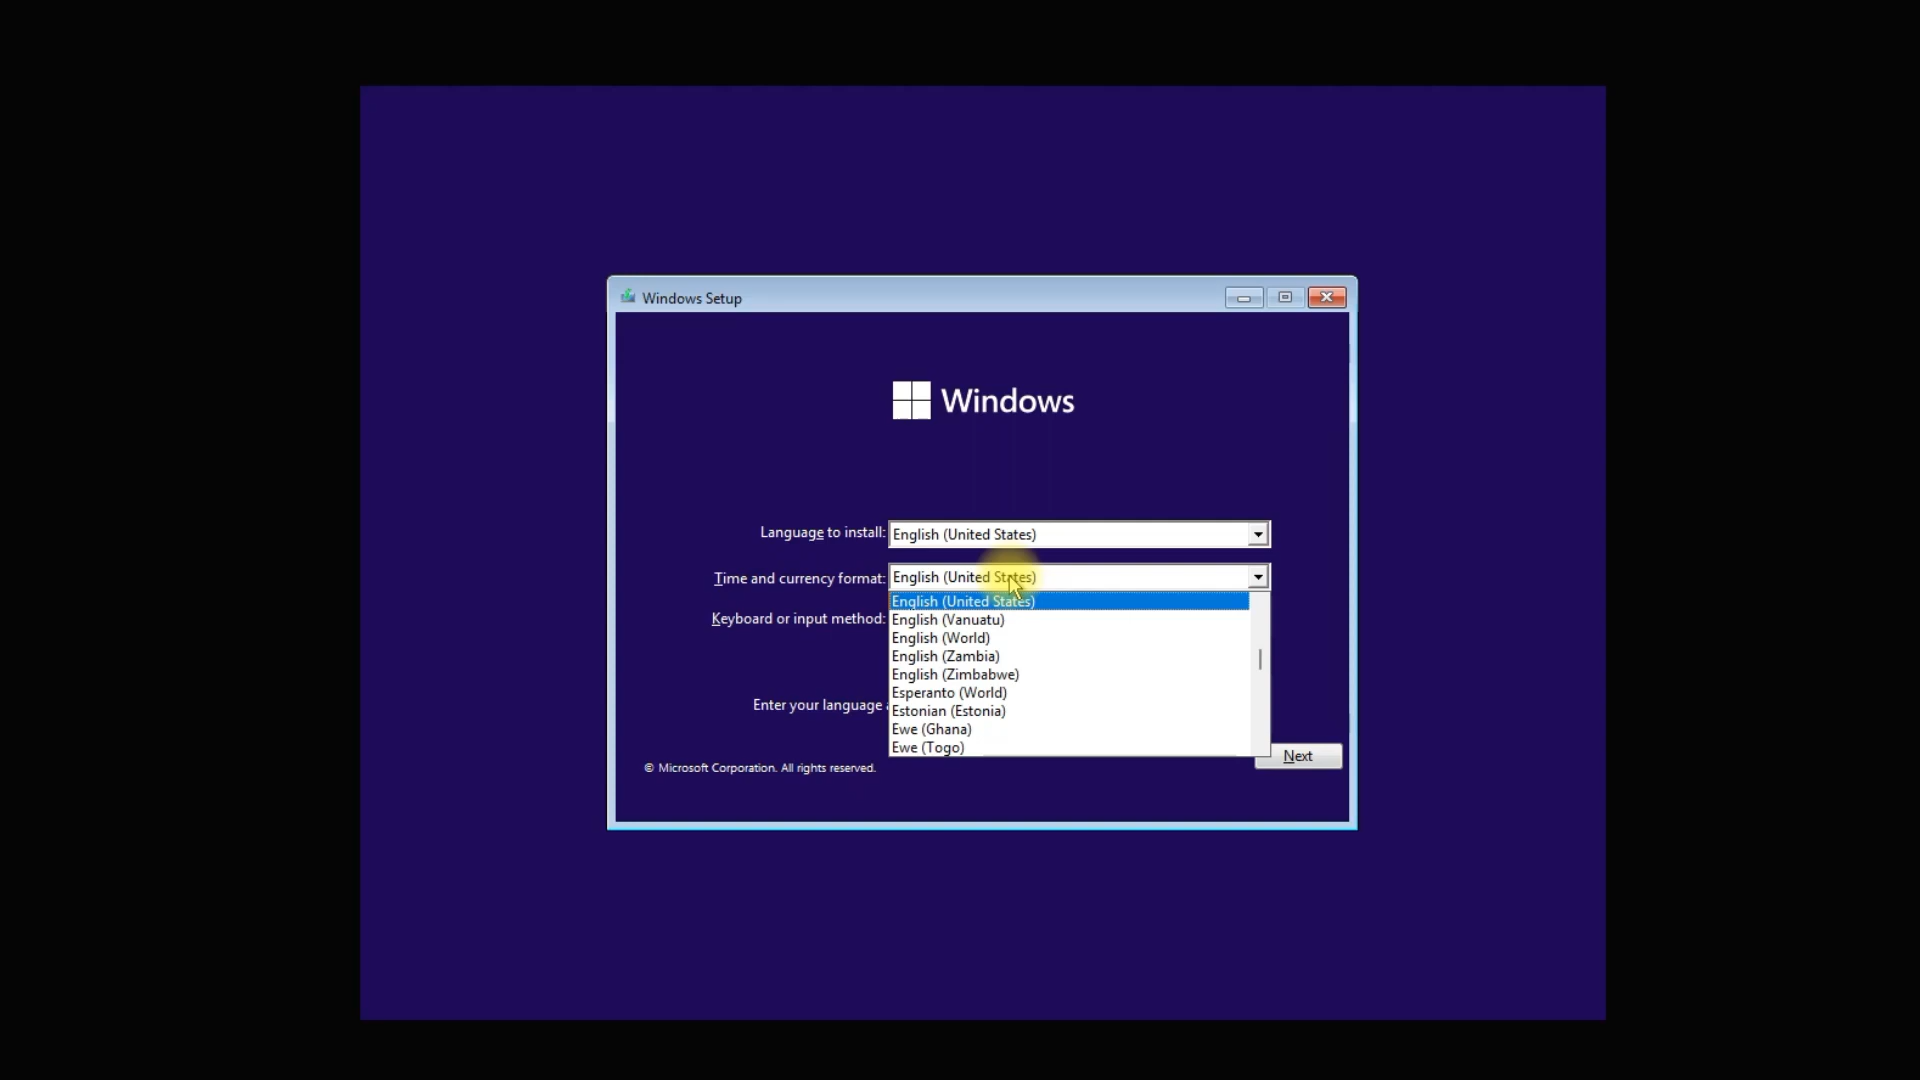 Windows Setup
Windows
Language to install: English (United States)
Time and currency format: English (United States)
English (United States)
Keyboard or input method:
English (Vanuatu)
English (World)
English (Zambia)
English (Zimbabwe)
Esperanto (World)
Enter your language
Estonian (Estonia)
Ewe (Ghana)
Ewe (Togo)
Next
© Microsoft Corporation. All rights reserved.